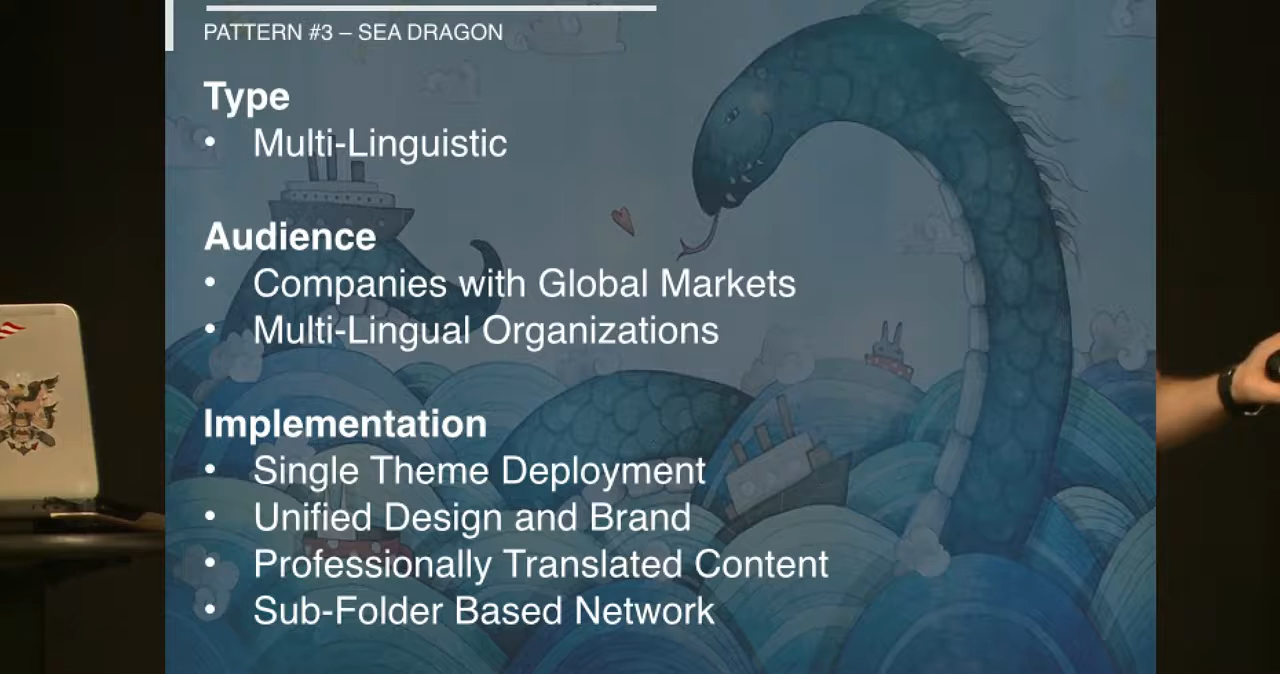 PATTERN #3 – SEA DRAGON
Type
• Multi-Linguistic
Audience
• Companies with Global Markets
• Multi-Lingual Organizations
Implementation
• Single Theme Deployment
• Unified Design and Brand
• Professionally Translated Content
• Sub-Folder Based Network